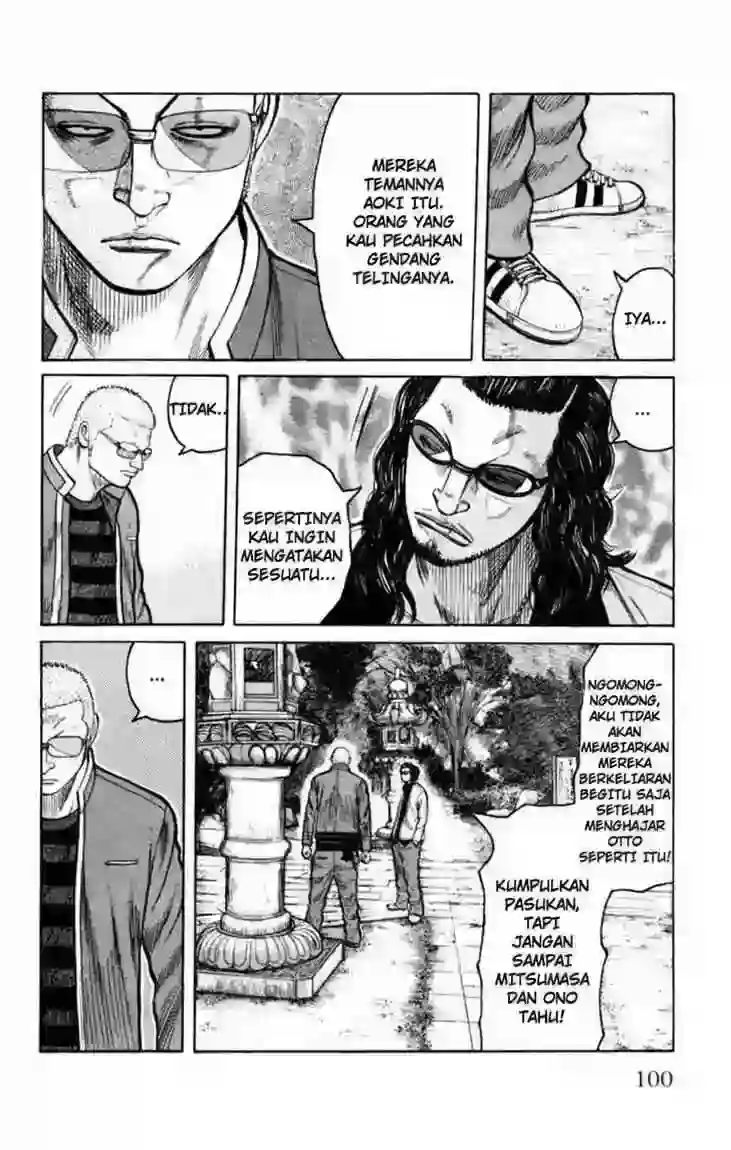 IYA...
MEREKA
TEMANNYA
AOKI ITU.
ORANG YANG
KAU PECAHKAN
GENDANG
TELINGANYA.
...
SEPERTINYA
KAU INGIN
MENGATAKAN
SESUATU...
TIDAK..
NGOMONG-
NGOMONG,
AKU TIDAK
AKAN
MEMBIARKAN
MEREKA
BERKELIARAN
BEGITU SAJA
SETELAH
MENGHAJAR
OTTO
SEPERTI ITU!
KUMPULKAN
PASUKAN,
TAPI
JANGAN
SAMPAI
MITSUMASA
DAN ONO
TAHU!
...
100